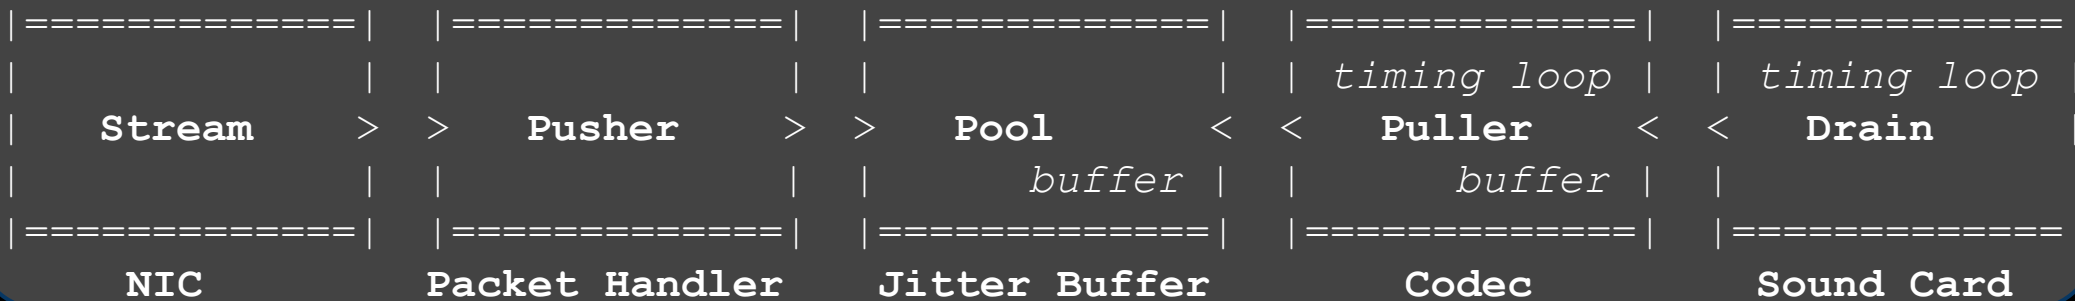 |=============| |=============| |=============| |=============| |=============
| | | | | | | timing loop | | timing loop |
| Stream > > Pusher > > Pool < < Puller < < Drain |
| | | | | buffer | | buffer | |
|=============| |=============| |=============| |=============| |=============
NIC Packet Handler Jitter Buffer Codec Sound Card